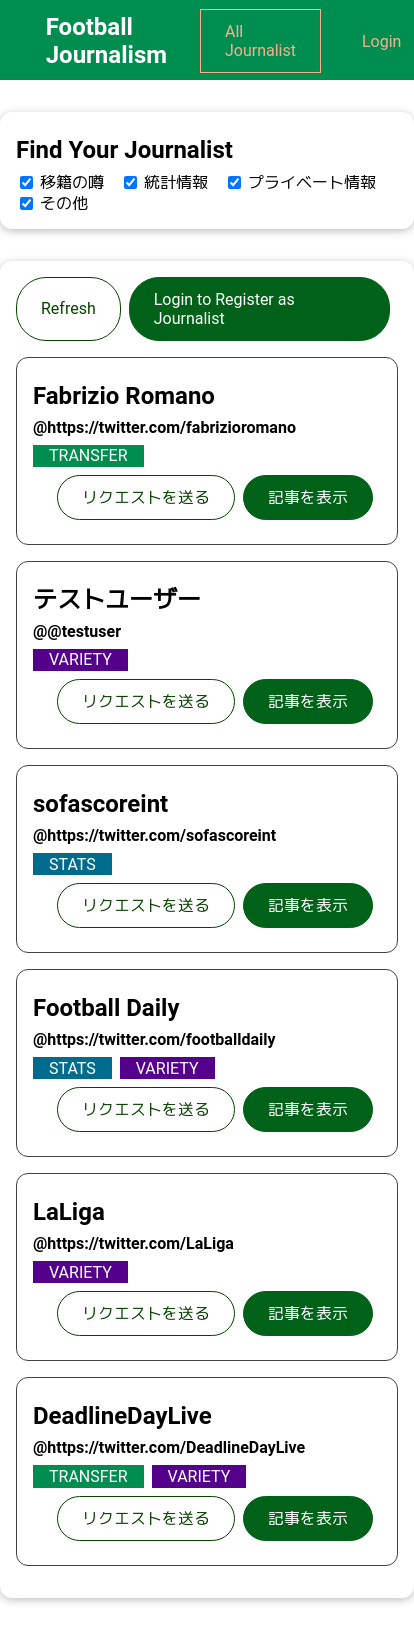 Football
Journalism
All
Journalist
Login
Find Your Journalist
移籍の噂 統計情報 プライベート情報
その他
Refresh
Login to Register as
Journalist
Fabrizio Romano
@https://twitter.com/fabrizioromano
TRANSFER
リクエストを送る 記事を表示
テストユーザー
@@testuser
VARIETY
リクエストを送る 記事を表示
sofascoreint
@https://twitter.com/sofascoreint
STATS
リクエストを送る 記事を表示
Football Daily
@https://twitter.com/footballdaily
STATS VARIETY
リクエストを送る 記事を表示
LaLiga
@https://twitter.com/LaLiga
VARIETY
リクエストを送る 記事を表示
DeadlineDayLive
@https://twitter.com/DeadlineDayLive
TRANSFER VARIETY
リクエストを送る 記事を表示